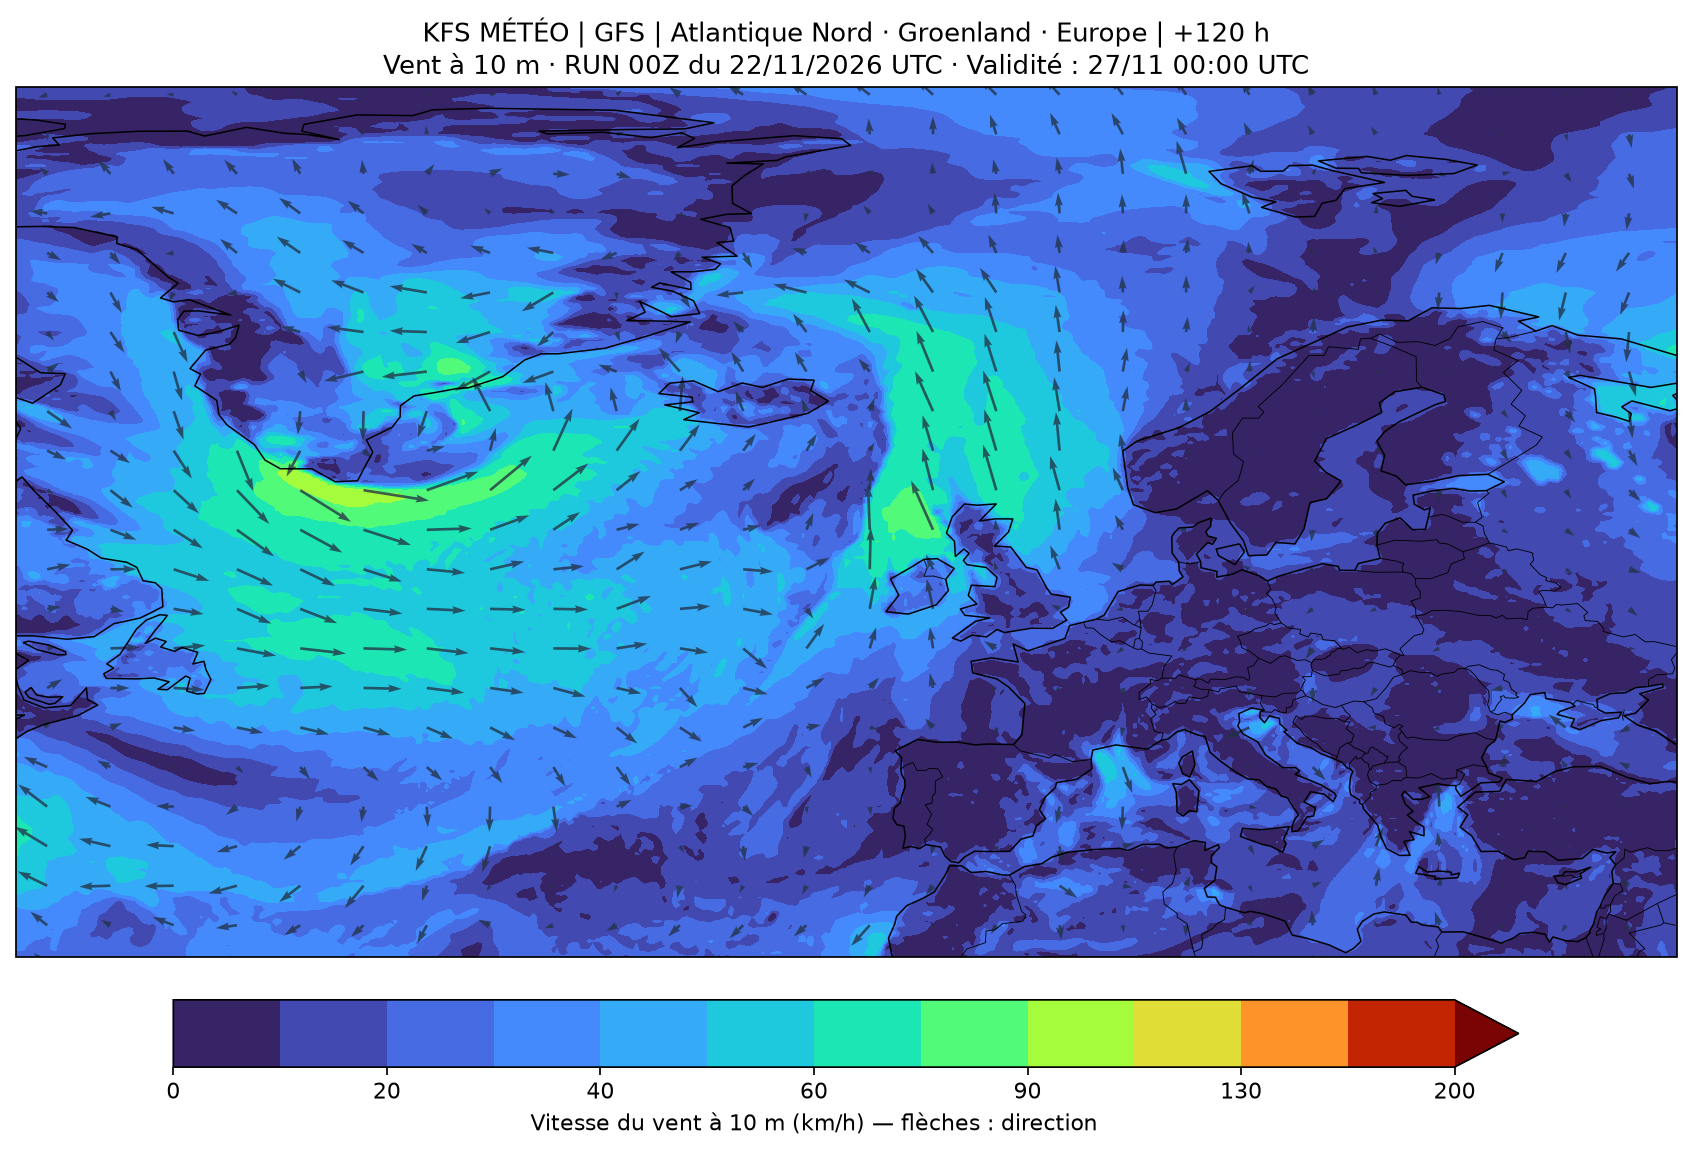 KFS MÉTÉO | GFS | Atlantique Nord · Groenland · Europe | +120 h
Vent à 10 m · RUN 00Z du 22/11/2026 UTC · Validité : 27/11 00:00 UTC
0 20 40 60 90 130 200
Vitesse du vent à 10 m (km/h) — flèches : direction